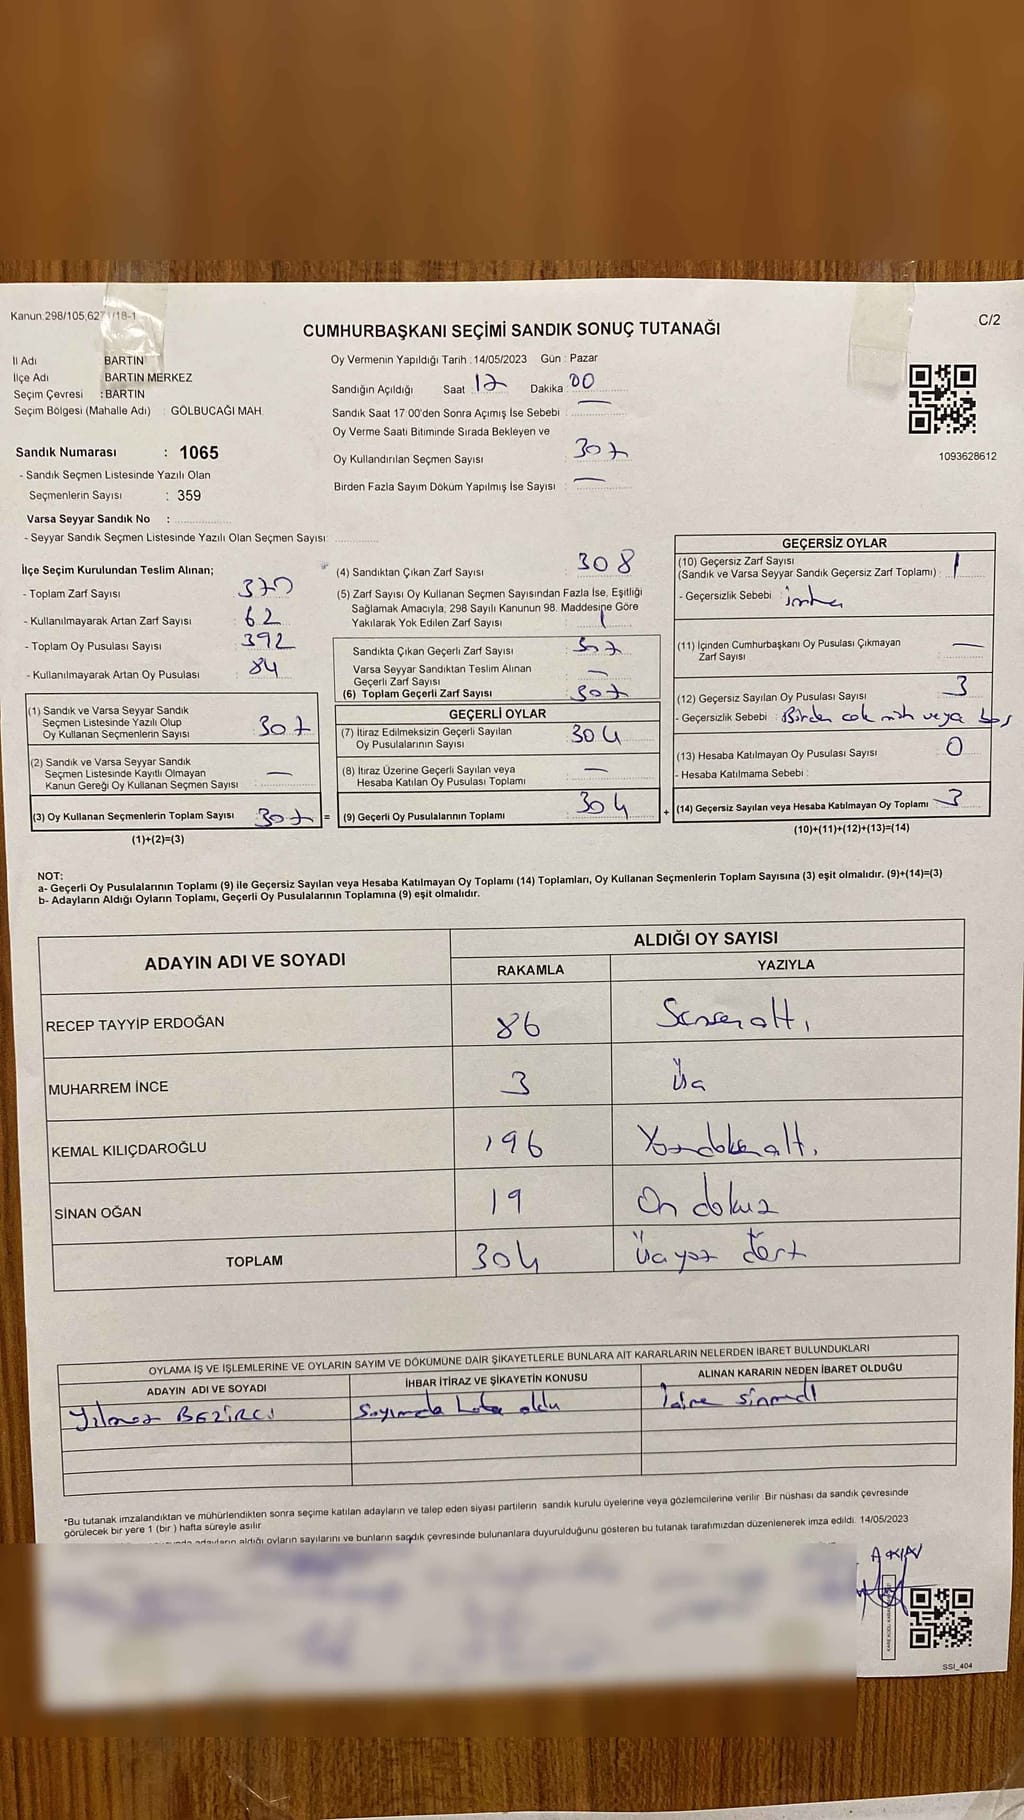 Kanun.298/105,627 /18-1
C/2
CUMHURBAŞKANI SEÇİMİ SANDIK SONUÇ TUTANAĞI
İl Adı BARTIN
İlçe Adı BARTIN MERKEZ
Seçim Çevresi : BARTIN
Seçim Bölgesi (Mahalle Adı) : GÖLBUCAĞI MAH.
Sandık Numarası : 1065
- Sandık Seçmen Listesinde Yazılı Olan
Seçmenlerin Sayısı : 359
Varsa Seyyar Sandık No :
- Seyyar Sandık Seçmen Listesinde Yazılı Olan Seçmen Sayısı:
Oy Vermenin Yapıldığı Tarih : 14/05/2023 Gün : Pazar
Sandığın Açıldığı Saat 17 Dakika 00
Sandık Saat 17:00'den Sonra Açımış İse Sebebi : —
Oy Verme Saati Bitiminde Sırada Bekleyen ve
Oy Kullandırılan Seçmen Sayısı : 307
Birden Fazla Sayım Döküm Yapılmış İse Sayısı : —
1093628612
İlçe Seçim Kurulundan Teslim Alınan;
- Toplam Zarf Sayısı 370
- Kullanılmayarak Artan Zarf Sayısı 62
- Toplam Oy Pusulası Sayısı 392
- Kullanılmayarak Artan Oy Pusulası 84
(1) Sandık ve Varsa Seyyar Sandık
Seçmen Listesinde Yazılı Olup
Oy Kullanan Seçmenlerin Sayısı 307
(2) Sandık ve Varsa Seyyar Sandık
Seçmen Listesinde Kayıtlı Olmayan
Kanun Gereği Oy Kullanan Seçmen Sayısı —
(3) Oy Kullanan Seçmenlerin Toplam Sayısı 307 =
(1)+(2)=(3)
(4) Sandıktan Çıkan Zarf Sayısı : 308
(5) Zarf Sayısı Oy Kullanan Seçmen Sayısından Fazla İse, Eşitliği
Sağlamak Amacıyla, 298 Sayılı Kanunun 98. Maddesine Göre
Yakılarak Yok Edilen Zarf Sayısı : 1
Sandıkta Çıkan Geçerli Zarf Sayısı : 307
Varsa Seyyar Sandıktan Teslim Alınan
Geçerli Zarf Sayısı : —
(6) Toplam Geçerli Zarf Sayısı : 307
GEÇERLİ OYLAR
(7) İtiraz Edilmeksizin Geçerli Sayılan
Oy Pusulalarının Sayısı : 304
(8) İtiraz Üzerine Geçerli Sayılan veya
Hesaba Katılan Oy Pusulası Toplamı : —
(9) Geçerli Oy Pusulalarının Toplamı : 304 +
GEÇERSİZ OYLAR
(10) Geçersiz Zarf Sayısı
(Sandık ve Varsa Seyyar Sandık Geçersiz Zarf Toplamı) : 1
- Geçersizlik Sebebi : imha
(11) İçinden Cumhurbaşkanı Oy Pusulası Çıkmayan
Zarf Sayısı —
(12) Geçersiz Sayılan Oy Pusulası Sayısı 3
- Geçersizlik Sebebi : Birden çok müh veya boş
(13) Hesaba Katılmayan Oy Pusulası Sayısı 0
- Hesaba Katılmama Sebebi :
(14) Geçersiz Sayılan veya Hesaba Katılmayan Oy Toplamı 3
(10)+(11)+(12)+(13)=(14)
NOT:
a- Geçerli Oy Pusulalarının Toplamı (9) ile Geçersiz Sayılan veya Hesaba Katılmayan Oy Toplamı (14) Toplamları, Oy Kullanan Seçmenlerin Toplam Sayısına (3) eşit olmalıdır. (9)+(14)=(3)
b- Adayların Aldığı Oyların Toplamı, Geçerli Oy Pusulalarının Toplamına (9) eşit olmalıdır.
ADAYIN ADI VE SOYADI
ALDIĞI OY SAYISI
RAKAMLA YAZIYLA
RECEP TAYYİP ERDOĞAN 86 Seksenaltı
MUHARREM İNCE 3 Üç
KEMAL KILIÇDAROĞLU 196 Yüzdoksanaltı
SİNAN OĞAN 19 On dokuz
TOPLAM 304 Üçyüz dört
OYLAMA İŞ VE İŞLEMLERİNE VE OYLARIN SAYIM VE DÖKÜMÜNE DAİR ŞİKAYETLERLE BUNLARA AİT KARARLARIN NELERDEN İBARET BULUNDUKLARI
ADAYIN ADI VE SOYADI İHBAR İTİRAZ VE ŞİKAYETİN KONUSU ALINAN KARARIN NEDEN İBARET OLDUĞU
Yılmaz BEZİRCİ Sayımda hata oldu İçime sinmedi
*Bu tutanak imzalandıktan ve mühürlendikten sonra seçime katılan adayların ve talep eden siyasi partilerin sandık kurulu üyelerine veya gözlemcilerine verilir. Bir nüshası da sandık çevresinde
görülecek bir yere 1 (bir ) hafta süreyle asılır.
adayların aldığı oyların sayılarını ve bunların sandık çevresinde bulunanlara duyurulduğunu gösteren bu tutanak tarafımızdan düzenlenerek imza edildi. 14/05/2023
SSI_404